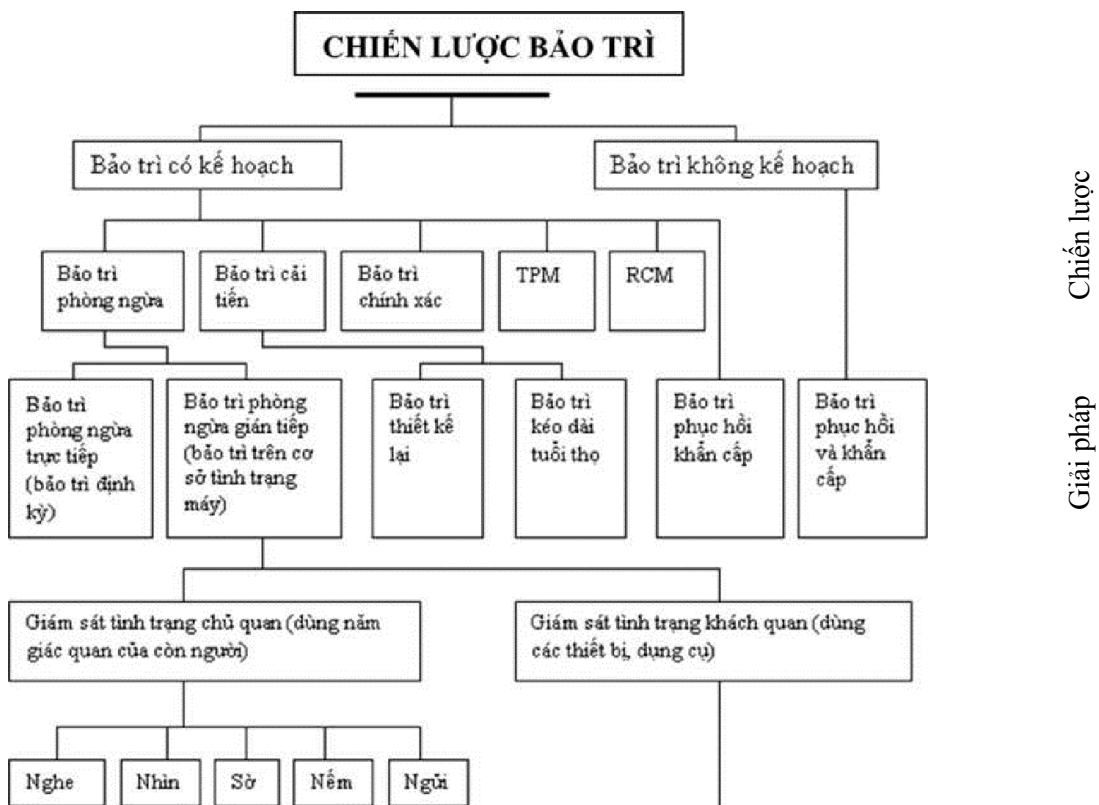 CHIẾN LƯỢC BẢO TRÌ
Bảo trì có kế hoạch
Bảo trì không kế hoạch
Chiến lược
Bảo trì
phòng ngừa
Bảo trì cải
tiến
Bảo trì
chính xác
TPM
RCM
Bảo trì
phòng ngừa
trực tiếp
(bảo trì định
kỳ)
Bảo trì phòng
ngừa gián tiếp
(bảo trì trên cơ
sở tình trạng
máy)
Bảo trì
thiết kế
lại
Bảo trì
kéo dài
tuổi thọ
Bảo trì
phục hồi
khẩn cấp
Bảo trì
phục hồi
và khẩn
cấp
Giải pháp
Giám sát tình trạng chủ quan (dùng năm
giác quan của còn người)
Giám sát tình trạng khách quan (dùng
các thiết bị, dụng cụ)
Nghe
Nhìn
Sờ
Nếm
Ngửi